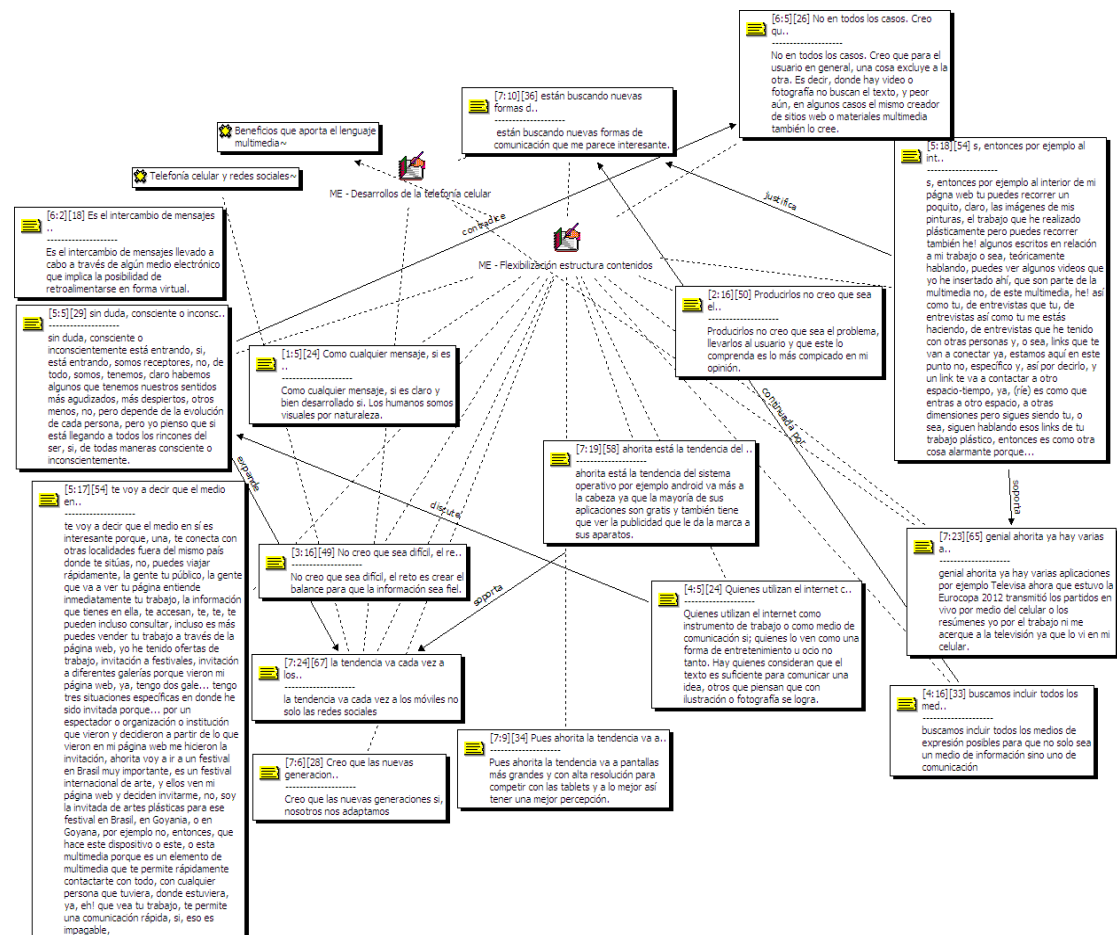 [6:5][26] No en todos los casos. Creo
qu..
--------------------
No en todos los casos. Creo que para el
usuario en general, una cosa excluye a la
otra. Es decir, donde hay video o
fotografía no buscan el texto, y peor
aún, en algunos casos el mismo creador
de sitios web o materiales multimedia
también lo cree.
[7:10][36] están buscando nuevas
formas d..
--------------------
están buscando nuevas formas de
comunicación que me parece interesante.
Beneficios que aporta el lenguaje
multimedia~
Telefonía celular y redes sociales~
ME - Desarrollos de la telefonía celular
[5:18][54] s, entonces por ejemplo al
int..
--------------------
s, entonces por ejemplo al interior de mi
página web tu puedes recorrer un
poquito, claro, las imágenes de mis
pinturas, el trabajo que he realizado
plásticamente pero puedes recorrer
también he! algunos escritos en relación
a mi trabajo o sea, teóricamente
hablando, puedes ver algunos videos que
yo he insertado ahí, que son parte de la
multimedia no, de este multimedia, he! así
como tu, de entrevistas que tu, de
entrevistas así como tu me estás
haciendo, de entrevistas que he tenido
con otras personas y, o sea, links que te
van a conectar ya, estamos aquí en este
punto no, específico y, así por decirlo, y
un link te va a contactar a otro
espacio-tiempo, ya, (ríe) es como que
entras a otro espacio, a otras
dimensiones pero sigues siendo tu, o
sea, siguen hablando esos links de tu
trabajo plástico, entonces es como otra
cosa alarmante porque...
justifica
contradice
[6:2][18] Es el intercambio de mensajes
..
--------------------
Es el intercambio de mensajes llevado a
cabo a través de algún medio electrónico
que implica la posibilidad de
retroalimentarse en forma virtual.
ME - Flexibilización estructura contenidos
[2:16][50] Producirlos no creo que sea
el..
--------------------
Producirlos no creo que sea el problema,
llevarlos al usuario y que este lo
comprenda es lo más compicado en mi
opinión.
[5:5][29] sin duda, consciente o inconsc..
--------------------
sin duda, consciente o
inconscientemente está entrando, si,
está entrando, somos receptores, no, de
todo, somos, tenemos, claro habemos
algunos que tenemos nuestros sentidos
más agudizados, más despiertos, otros
menos, no, pero depende de la evolución
de cada persona, pero yo pienso que si
está llegando a todos los rincones del
ser, si, de todas maneras consciente o
inconscientemente.
[1:5][24] Como cualquier mensaje, si es
..
--------------------
Como cualquier mensaje, si es claro y
bien desarrollado si. Los humanos somos
visuales por naturaleza.
continuada por
expande
discute
[7:19][58] ahorita está la tendencia del ..
--------------------
ahorita está la tendencia del sistema
operativo por ejemplo android va más a
la cabeza ya que la mayoría de sus
aplicaciones son gratis y también tiene
que ver la publicidad que le da la marca a
sus aparatos.
soporta
[5:17][54] te voy a decir que el medio
en..
--------------------
te voy a decir que el medio en sí es
interesante porque, una, te conecta con
otras localidades fuera del mismo país
donde te sitúas, no, puedes viajar
rápidamente, la gente tu público, la gente
que va a ver tu página entiende
inmediatamente tu trabajo, la información
que tienes en ella, te accesan, te, te, te
pueden incluso consultar, incluso es más
puedes vender tu trabajo a través de la
página web, yo he tenido ofertas de
trabajo, invitación a festivales, invitación
a diferentes galerías porque vieron mi
página web, ya, tengo dos gale... tengo
tres situaciones específicas en donde he
sido invitada porque... por un
espectador o organización o institución
que vieron y decidieron a partir de lo que
vieron en mi página web me hicieron la
invitación, ahorita voy a ir a un festival
en Brasil muy importante, es un festival
internacional de arte, y ellos ven mi
página web y deciden invitarme, no, soy
la invitada de artes plásticas para ese
festival en Brasil, en Goyania, o en
Goyana, por ejemplo no, entonces, que
hace este dispositivo o este, o esta
multimedia porque es un elemento de
multimedia que te permite rápidamente
contactarte con todo, con cualquier
persona que tuviera, donde estuviera,
ya, eh! que vea tu trabajo, te permite
una comunicación rápida, si, eso es
impagable,
[3:16][49] No creo que sea difícil, el re..
--------------------
No creo que sea difícil, el reto es crear el
balance para que la información sea fiel.
soporta
[7:23][65] genial ahorita ya hay varias
a..
--------------------
genial ahorita ya hay varias aplicaciones
por ejemplo Televisa ahora que estuvo la
Eurocopa 2012 transmitió los partidos en
vivo por medio del celular o los
resúmenes yo por el trabajo ni me
acerque a la televisión ya que lo vi en mi
celular.
[4:5][24] Quienes utilizan el internet c..
--------------------
Quienes utilizan el internet como
instrumento de trabajo o como medio de
comunicación si; quienes lo ven como una
forma de entretenimiento u ocio no
tanto. Hay quienes consideran que el
texto es suficiente para comunicar una
idea, otros que piensan que con
ilustración o fotografía se logra.
[7:24][67] la tendencia va cada vez a
los..
--------------------
la tendencia va cada vez a los móviles no
solo las redes sociales
[4:16][33] buscamos incluir todos los
med..
--------------------
buscamos incluir todos los medios de
expresión posibles para que no solo sea
un medio de información sino uno de
comunicación
[7:9][34] Pues ahorita la tendencia va a..
--------------------
Pues ahorita la tendencia va a pantallas
más grandes y con alta resolución para
competir con las tablets y a lo mejor así
tener una mejor percepción.
[7:6][28] Creo que las nuevas
generacion..
--------------------
Creo que las nuevas generaciones si,
nosotros nos adaptamos